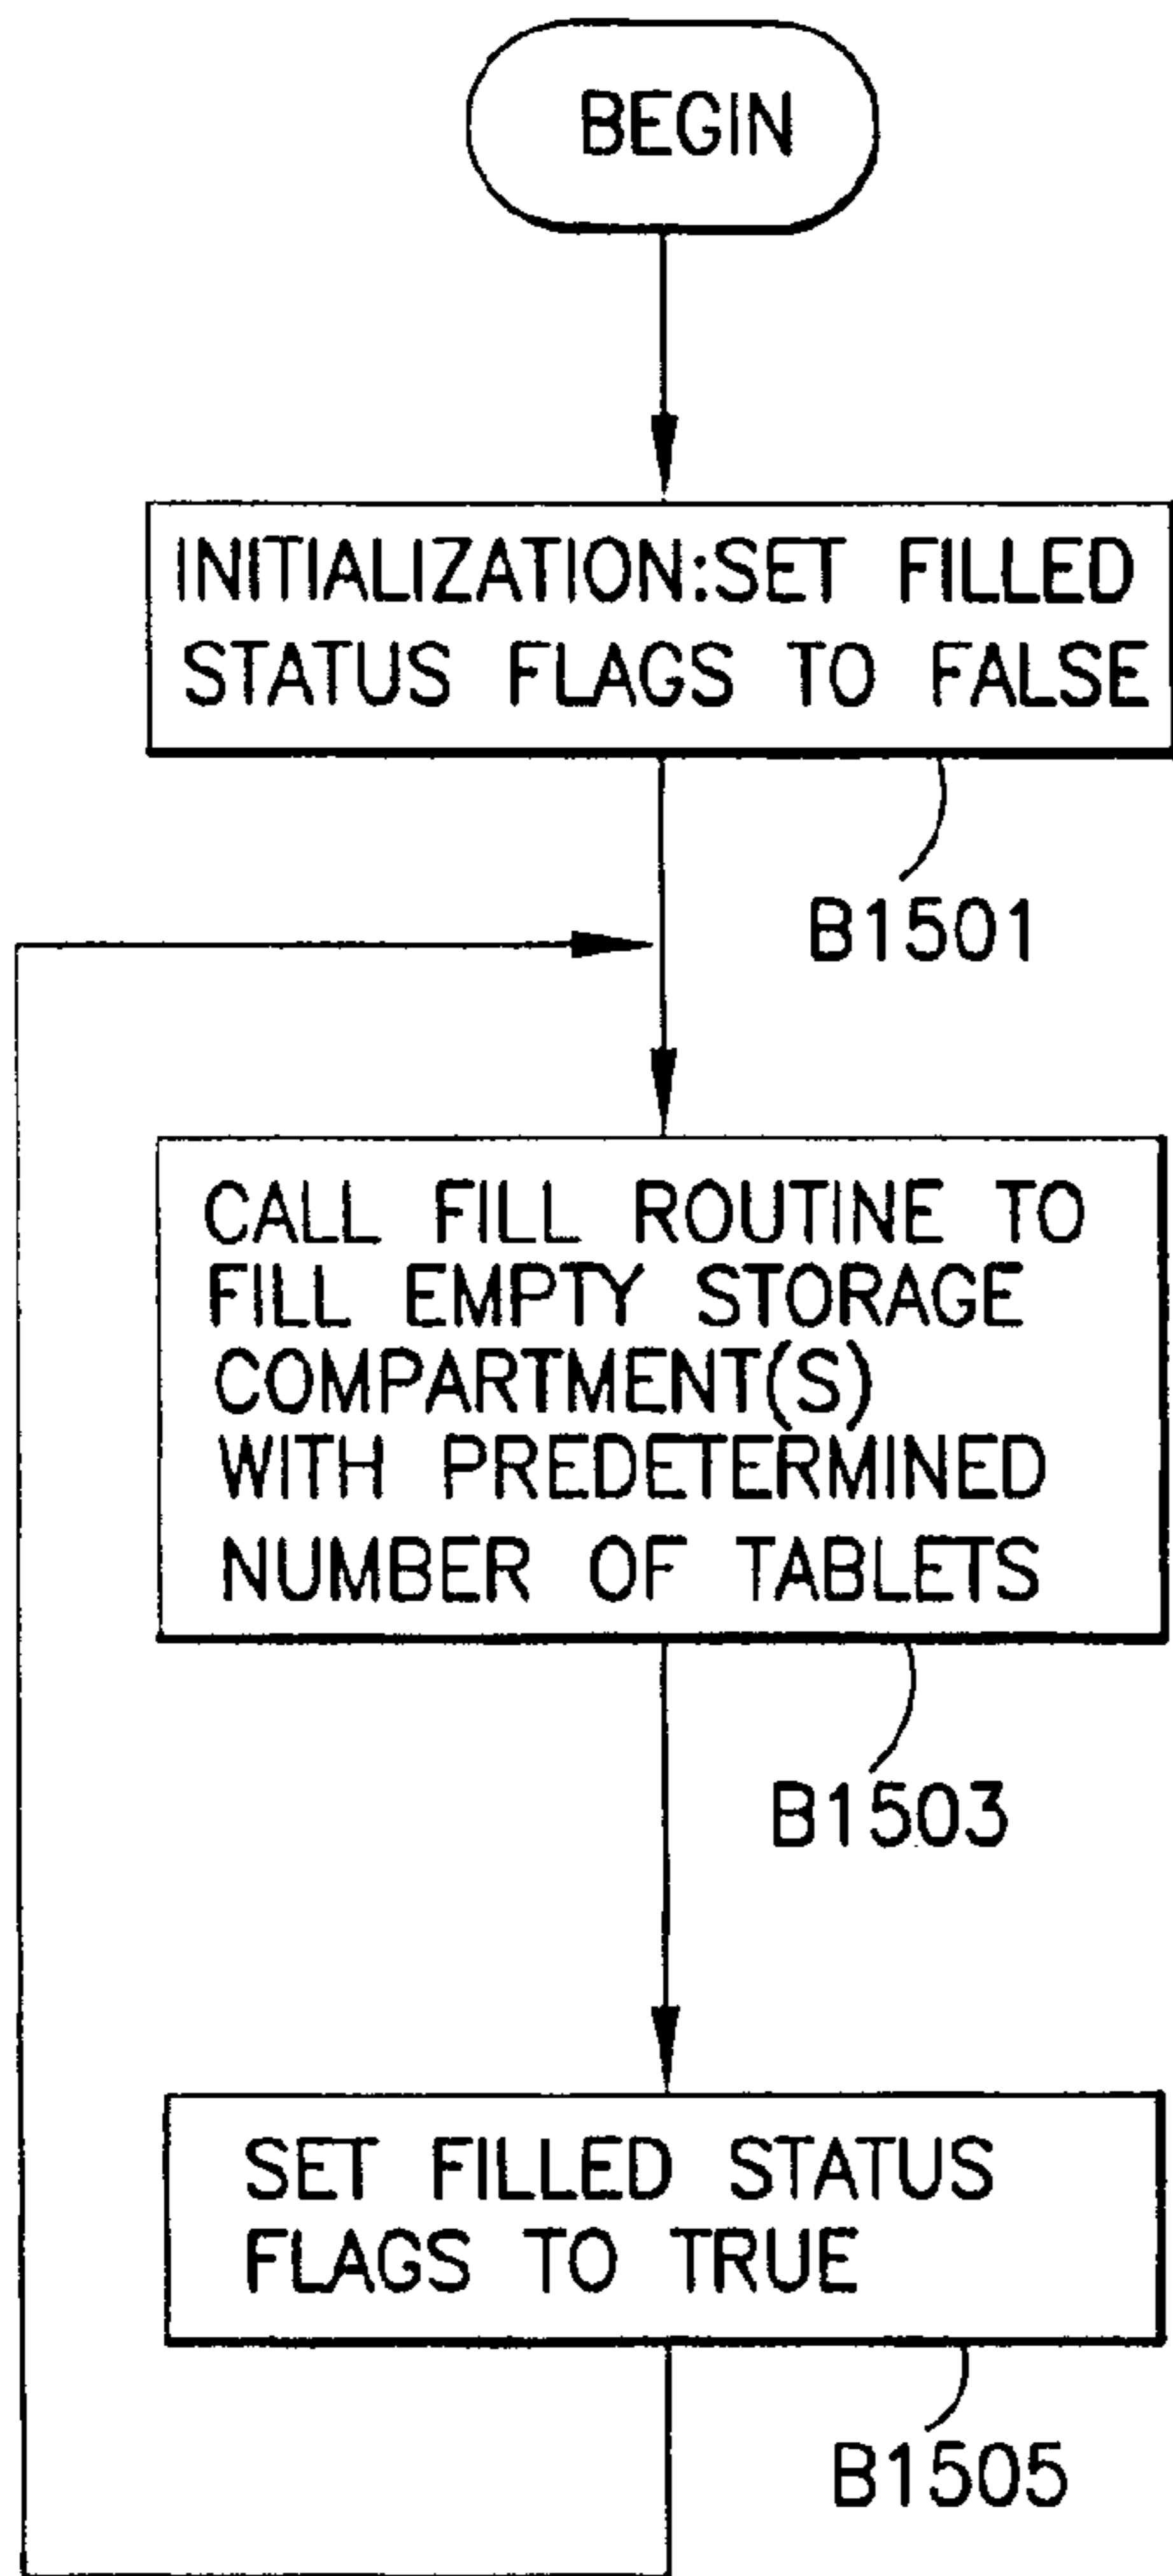 BEGIN
INITIALIZATION:SET FILLED
STATUS FLAGS TO FALSE
B1501
CALL FILL ROUTINE TO
FILL EMPTY STORAGE
COMPARTMENT(S)
WITH PREDETERMINED
NUMBER OF TABLETS
B1503
SET FILLED STATUS
FLAGS TO TRUE
B1505